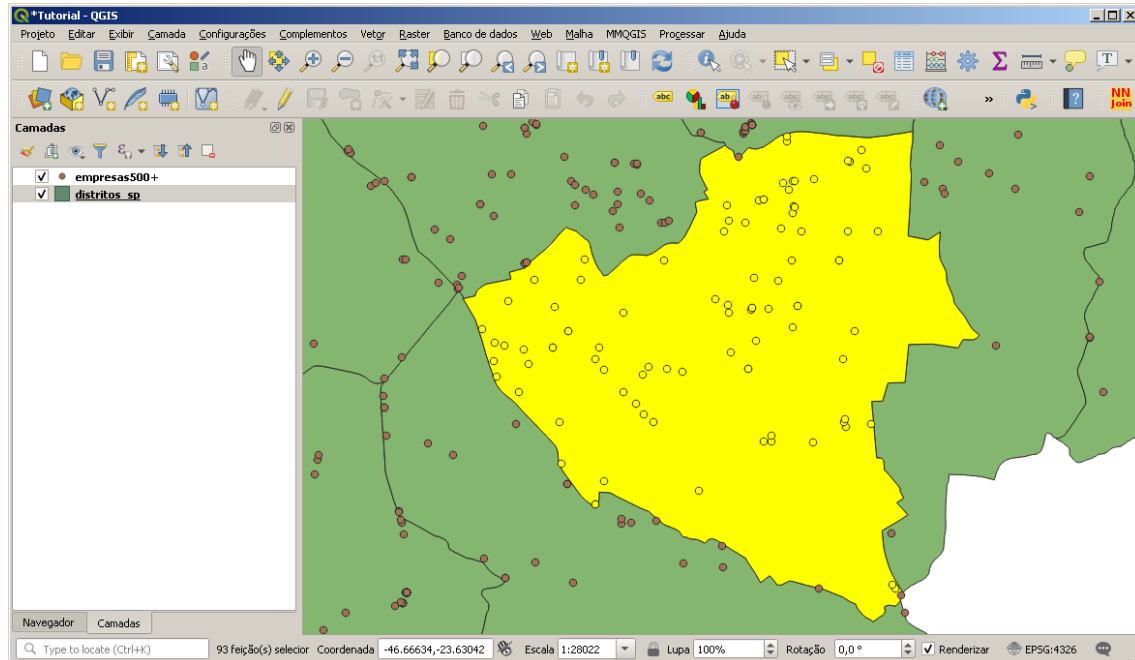 *Tutorial - QGIS
Projeto Editar Exibir Camada Configurações Complementos Vetor Raster Banco de dados Web Malha MMQGIS Processar Ajuda
abc abc » NN
Join
Camadas
empresas500+
distritos_sp
Navegador Camadas
Type to locate (Ctrl+K) 93 feição(s) selecior Coordenada -46.66634,-23.63042 Escala 1:28022 Lupa 100% Rotação 0,0 ° Renderizar EPSG:4326